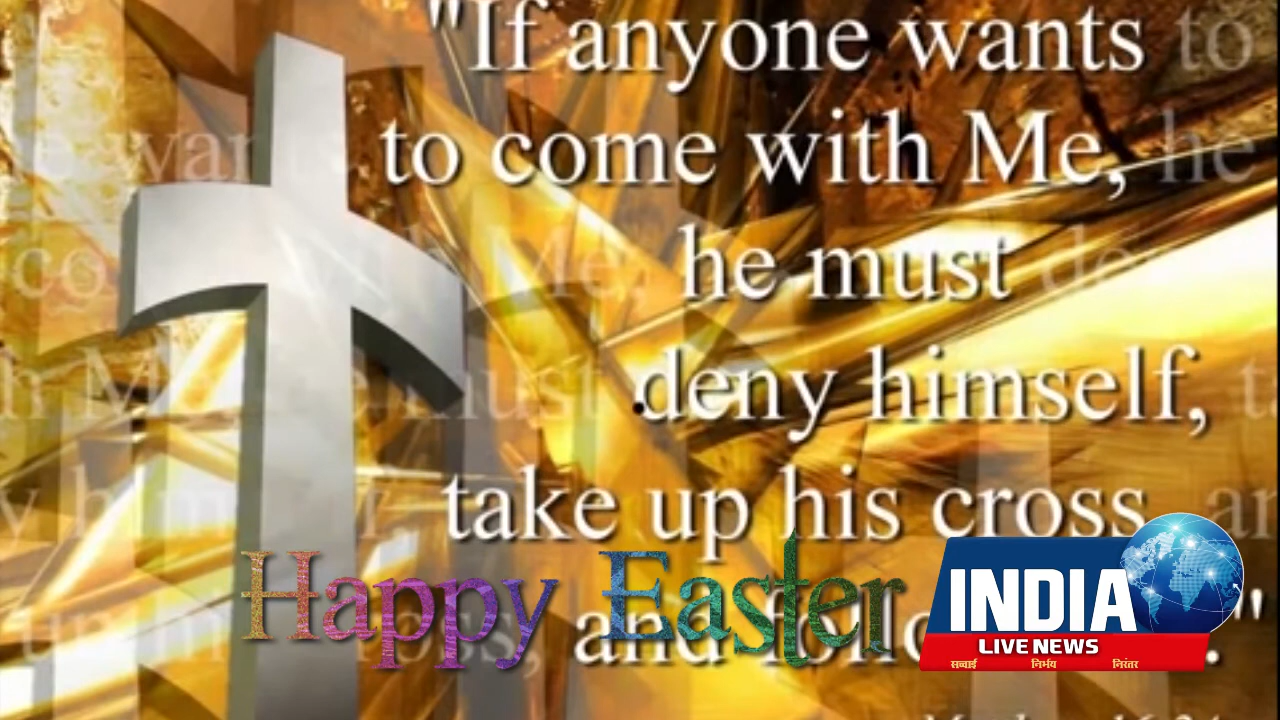 "If anyone wants
to come with Me,
he must
deny himself,
take up his cross
and
"
Happy Easter
INDIA
LIVE NEWS
सच्चाई निर्भय निरंतर